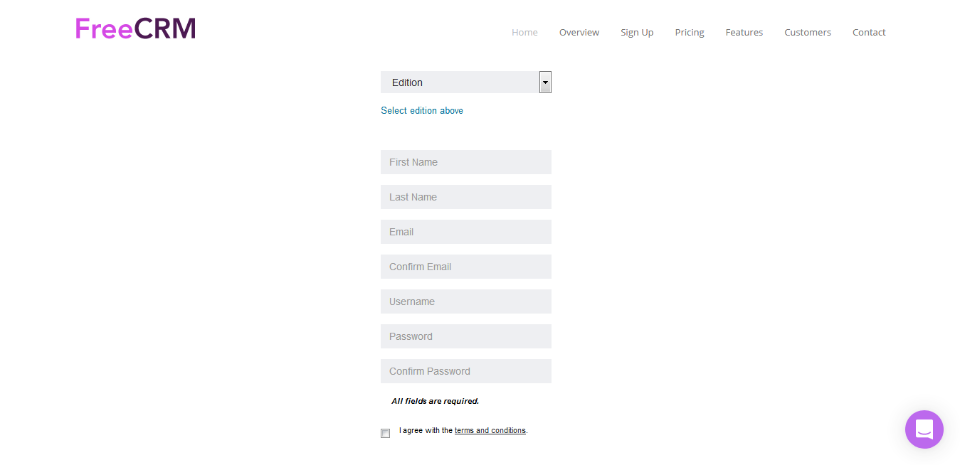 FreeCRM
Home Overview Sign Up Pricing Features Customers Contact
Edition
Select edition above
First Name
Last Name
Email
Confirm Email
Username
Password
Confirm Password
All fields are required.
I agree with the terms and conditions.